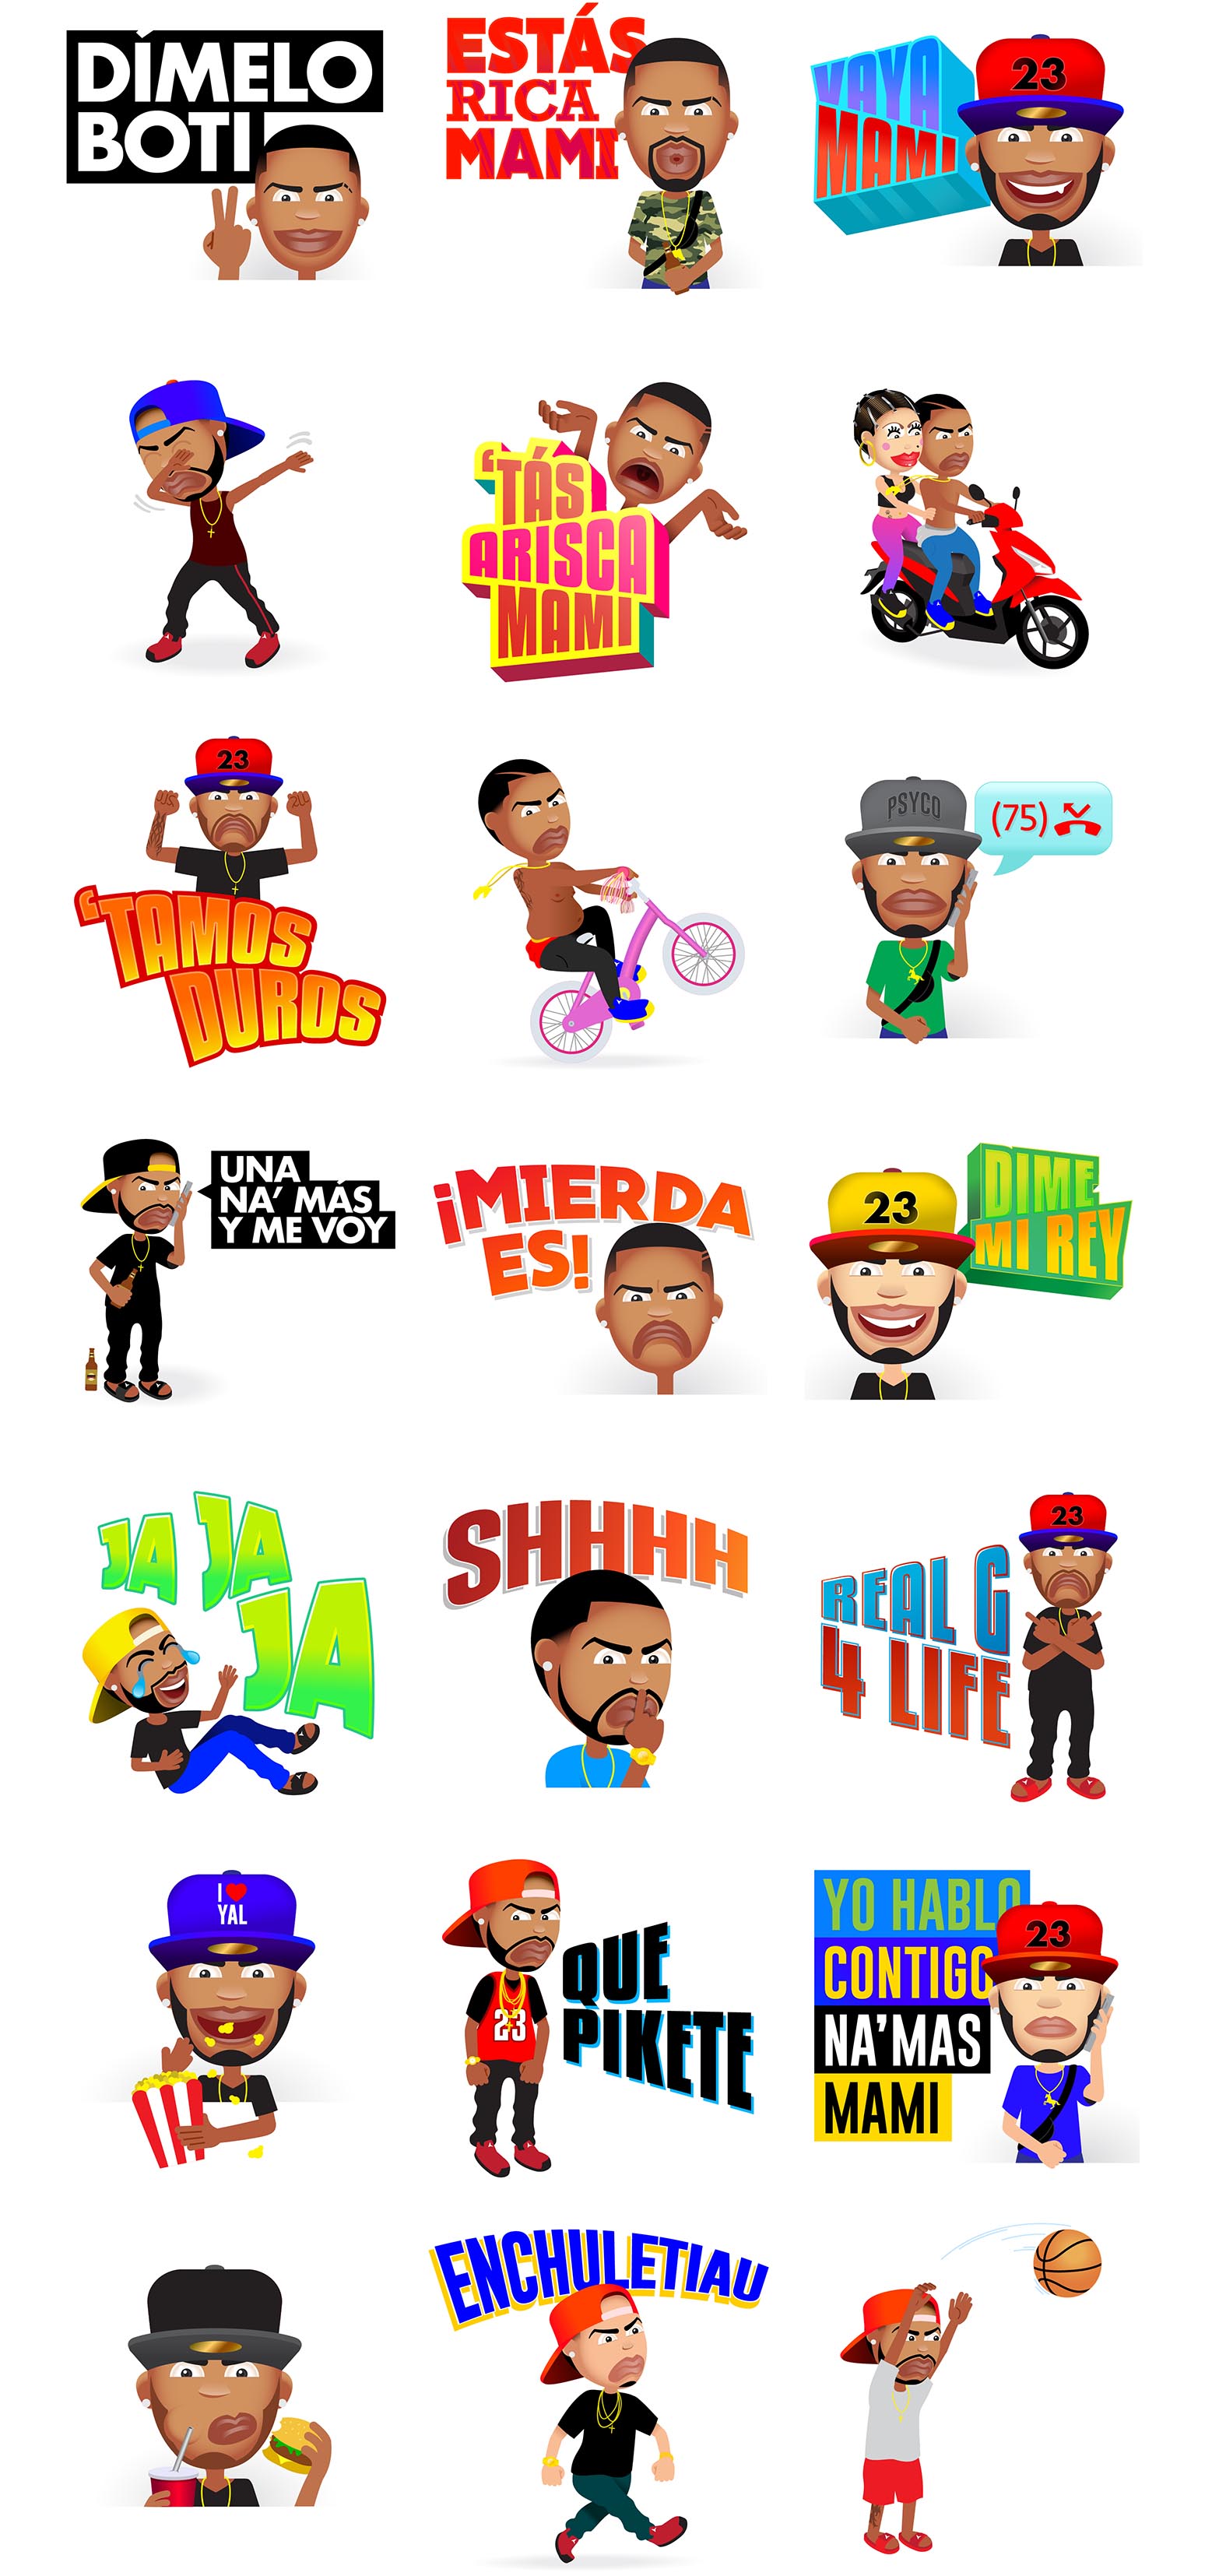 DÍMELO
BOTI
ESTÁS
RICA
MAMI
VAYA
MAMI
23
'TÁS
ARISCA
MAMI
23
'TAMOS
DUROS
PSYCO
(75)
UNA
NA' MÁS
Y ME VOY
¡MIERDA
ES!
23
DIME
MI REY
JA JA
JA
SHHHH
REAL G
4 LIFE
23
I ♥
YAL
23
QUE
PIKETE
YO HABLO
CONTIGO
NA'MAS
MAMI
23
ENCHULETIAU